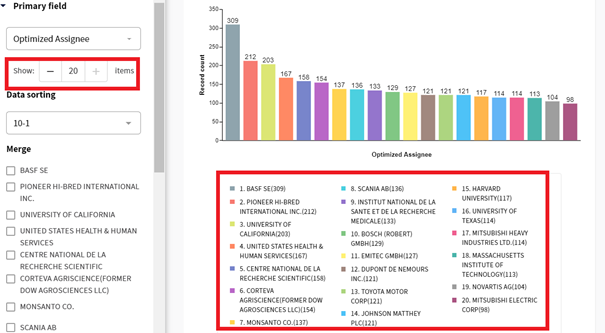 Primary field
Optimized Assignee
Show: — 20 + items
Data sorting
10-1
Merge
BASF SE
PIONEER HI-BRED INTERNATIONAL
INC.
UNIVERSITY OF CALIFORNIA
UNITED STATES HEALTH & HUMAN
SERVICES
CENTRE NATIONAL DE LA
RECHERCHE SCIENTIFIC
CORTEVA AGRISCIENCE(FORMER
DOW AGROSCIENCES LLC)
MONSANTO CO.
SCANIA AB
Record count
350
300
250
200
150
100
50
0
309 212 203 167 158 154 137 136 133 129 127 121 121 121 117 114 114 113 104 98
Optimized Assignee
1. BASF SE(309)
2. PIONEER HI-BRED
INTERNATIONAL INC.(212)
3. UNIVERSITY OF
CALIFORNIA(203)
4. UNITED STATES HEALTH &
HUMAN SERVICES(167)
5. CENTRE NATIONAL DE LA
RECHERCHE SCIENTIFIC(158)
6. CORTEVA
AGRISCIENCE(FORMER DOW
AGROSCIENCES LLC)(154)
7. MONSANTO CO.(137)
8. SCANIA AB(136)
9. INSTITUT NATIONAL DE LA
SANTE ET DE LA RECHERCHE
MEDICALE(133)
10. BOSCH (ROBERT)
GMBH(129)
11. EMITEC GMBH(127)
12. DUPONT DE NEMOURS
INC.(121)
13. TOYOTA MOTOR
CORP(121)
14. JOHNSON MATTHEY
PLC(121)
15. HARVARD
UNIVERSITY(117)
16. UNIVERSITY OF
TEXAS(114)
17. MITSUBISHI HEAVY
INDUSTRIES LTD.(114)
18. MASSACHUSETTS
INSTITUTE OF
TECHNOLOGY(113)
19. NOVARTIS AG(104)
20. MITSUBISHI ELECTRIC
CORP(98)